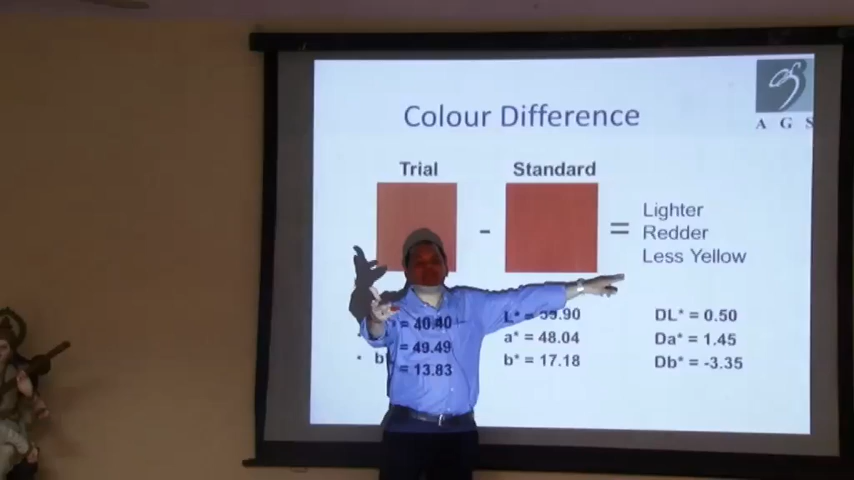 Colour Difference
A G S
Trial
Standard
-
=
Lighter
Redder
Less Yellow
= 40.40
= 49.49
b
= 13.83
L* = 39.90
a* = 48.04
b* = 17.18
DL* = 0.50
Da* = 1.45
Db* = -3.35